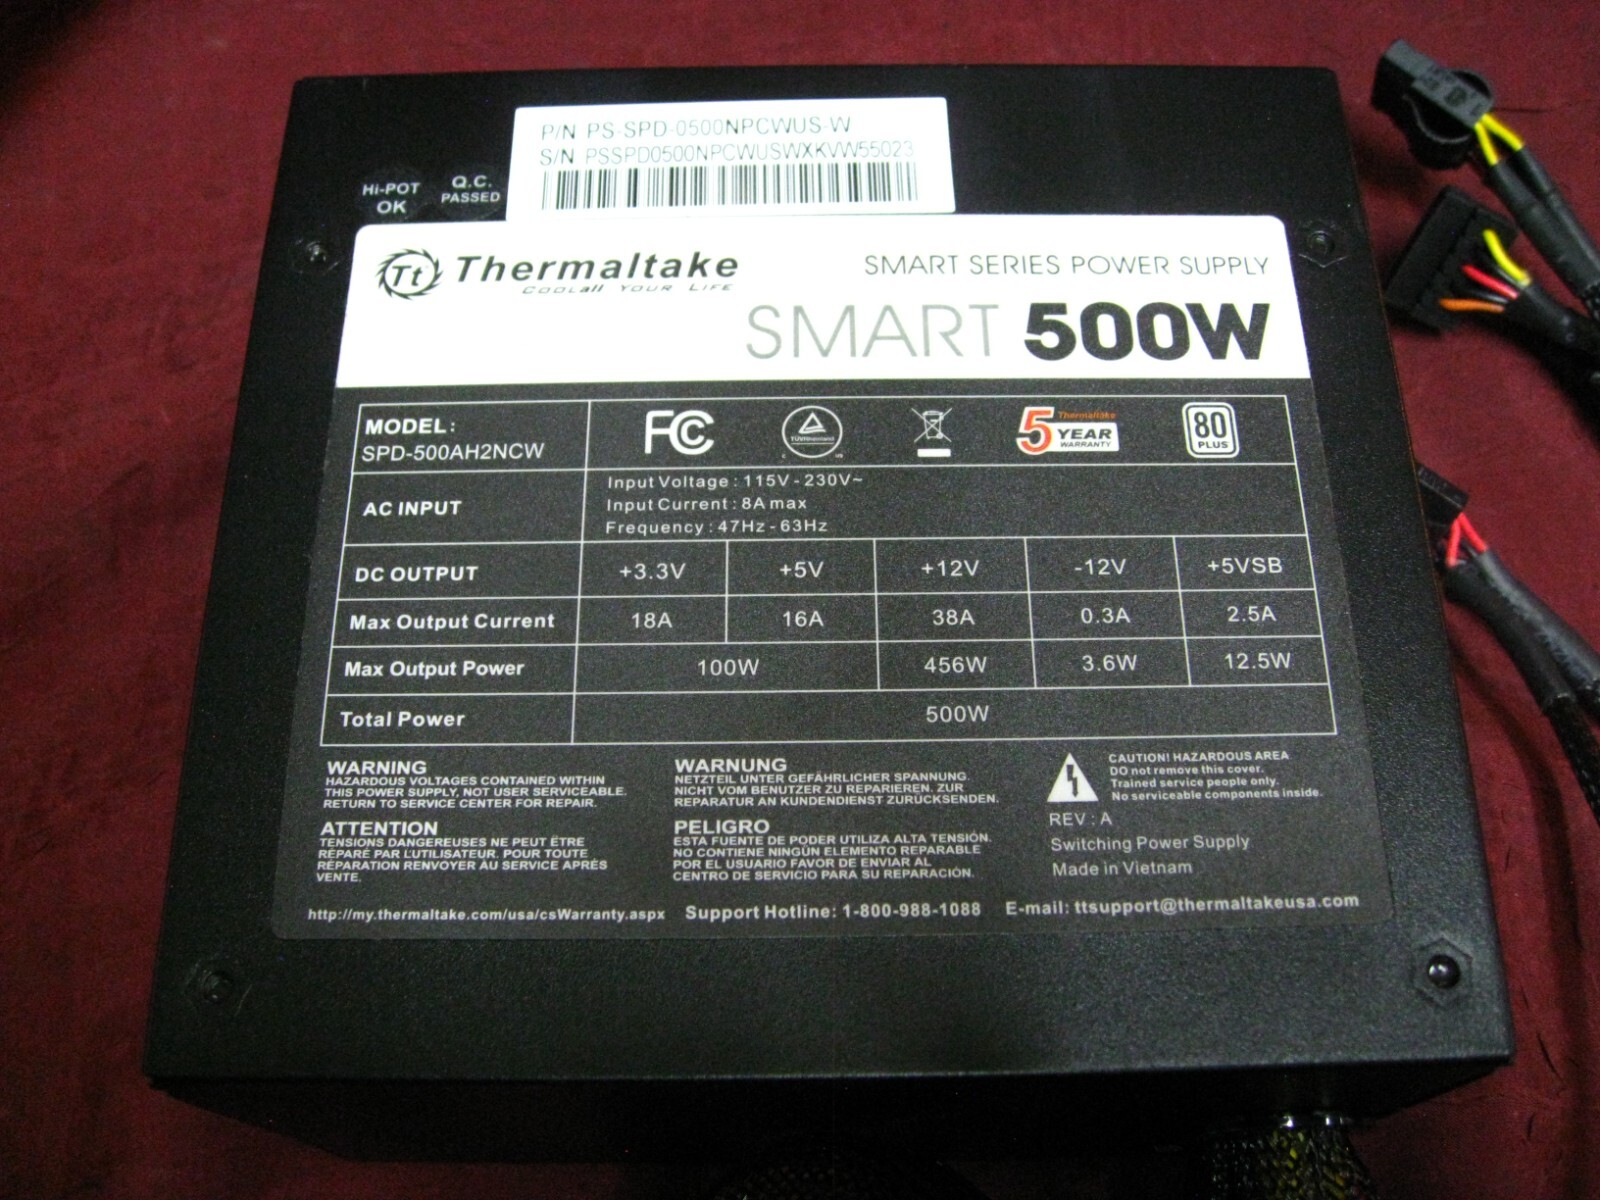 P/N PS-SPD-0500NPCWUS-W
S/N PSSPD0500NPCWUSWXKVW55023
Hi-POT OK
Q.C. PASSED
Tt Thermaltake
COOLall YOUR LIFE
SMART SERIES POWER SUPPLY
SMART 500W
MODEL:
SPD-500AH2NCW
FC
TÜVRheinland
Thermaltake
5 YEAR
WARRANTY
80
PLUS
AC INPUT
Input Voltage : 115V - 230V~
Input Current : 8A max
Frequency : 47Hz - 63Hz
DC OUTPUT +3.3V +5V +12V -12V +5VSB
Max Output Current 18A 16A 38A 0.3A 2.5A
Max Output Power 100W 456W 3.6W 12.5W
Total Power 500W
WARNING
HAZARDOUS VOLTAGES CONTAINED WITHIN
THIS POWER SUPPLY, NOT USER SERVICEABLE.
RETURN TO SERVICE CENTER FOR REPAIR.
WARNUNG
NETZTEIL UNTER GEFÄHRLICHER SPANNUNG.
NICHT VOM BENUTZER ZU REPARIEREN. ZUR
REPARATUR AN KUNDENDIENST ZURÜCKSENDEN.
CAUTION! HAZARDOUS AREA
DO not remove this cover.
Trained service people only.
No serviceable components inside.
ATTENTION
TENSIONS DANGEREUSES NE PEUT ËTRE
RÉPARÉ PAR L'UTILISATEUR. POUR TOUTE
RÉPARATION RENVOYER AU SERVICE APRÉS
VENTE.
PELIGRO
ESTA FUENTE DE PODER UTILIZA ALTA TENSIÓN.
NO CONTIENE NINGÚN ELEMENTO REPARABLE
POR EL USUARIO FAVOR DE ENVIAR AL
CENTRO DE SERVICIO PARA SU REPARACIÓN.
REV : A
Switching Power Supply
Made in Vietnam
http://my.thermaltake.com/usa/csWarranty.aspx Support Hotline: 1-800-988-1088 E-mail: ttsupport@thermaltakeusa.com